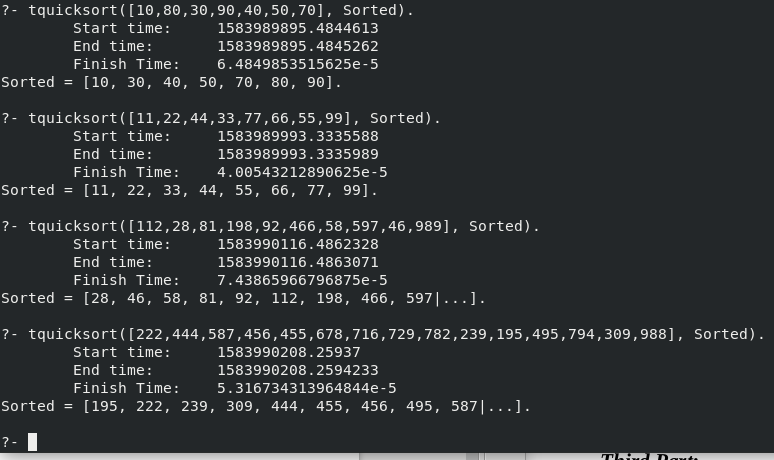 ?- tquicksort([10,80,30,90,40,50,70], Sorted).
Start time: 1583989895.4844613
End time: 1583989895.4845262
Finish Time: 6.4849853515625e-5
Sorted = [10, 30, 40, 50, 70, 80, 90].
?- tquicksort([11,22,44,33,77,66,55,99], Sorted).
Start time: 1583989993.3335588
End time: 1583989993.3335989
Finish Time: 4.00543212890625e-5
Sorted = [11, 22, 33, 44, 55, 66, 77, 99].
?- tquicksort([112,28,81,198,92,466,58,597,46,989], Sorted).
Start time: 1583990116.4862328
End time: 1583990116.4863071
Finish Time: 7.43865966796875e-5
Sorted = [28, 46, 58, 81, 92, 112, 198, 466, 597|...].
?- tquicksort([222,444,587,456,455,678,716,729,782,239,195,495,794,309,988], Sorted).
Start time: 1583990208.25937
End time: 1583990208.2594233
Finish Time: 5.316734313964844e-5
Sorted = [195, 222, 239, 309, 444, 455, 456, 495, 587|...].
?-
Third Part: